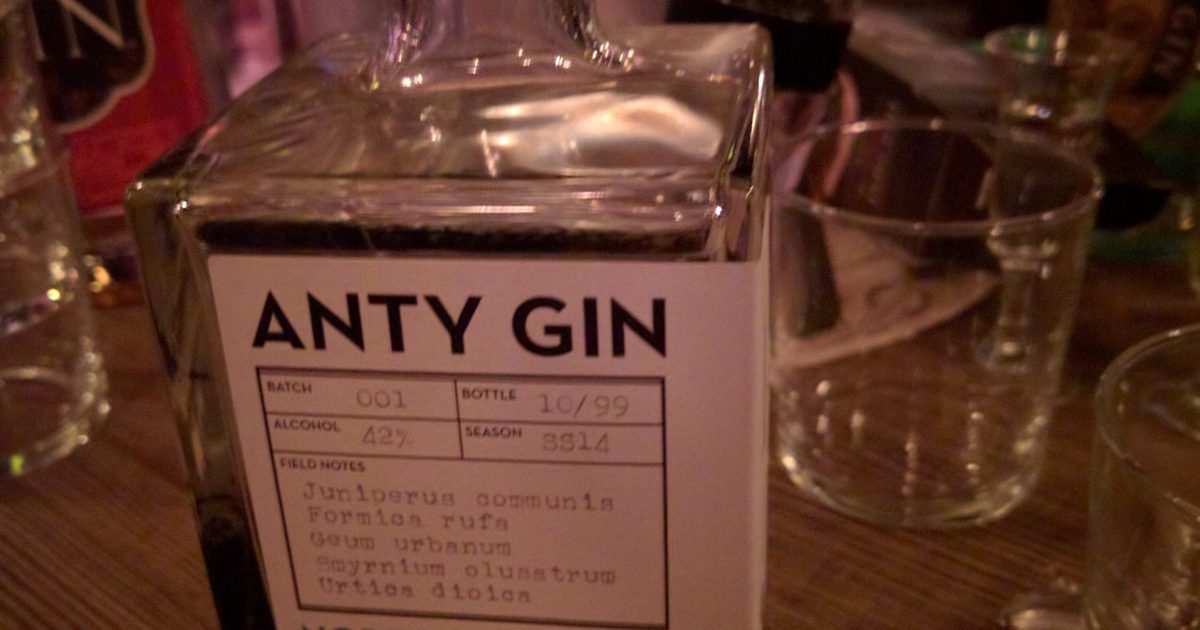 ANTY GIN
BATCH 001 BOTTLE 10/99
ALCOHOL 42% SEASON SS14
FIELD NOTES
Juniperus communis
Formica rufa
Geum urbanum
Smyrnium olusatrum
Urtica dioica